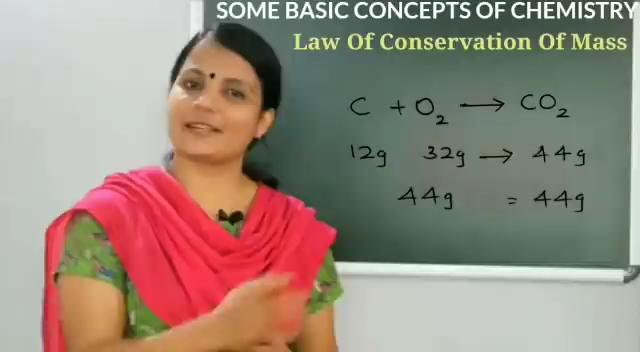 SOME BASIC CONCEPTS OF CHEMISTRY
Law Of Conservation Of Mass
C + O₂ → CO₂
12g 32g → 44g
44g = 44g